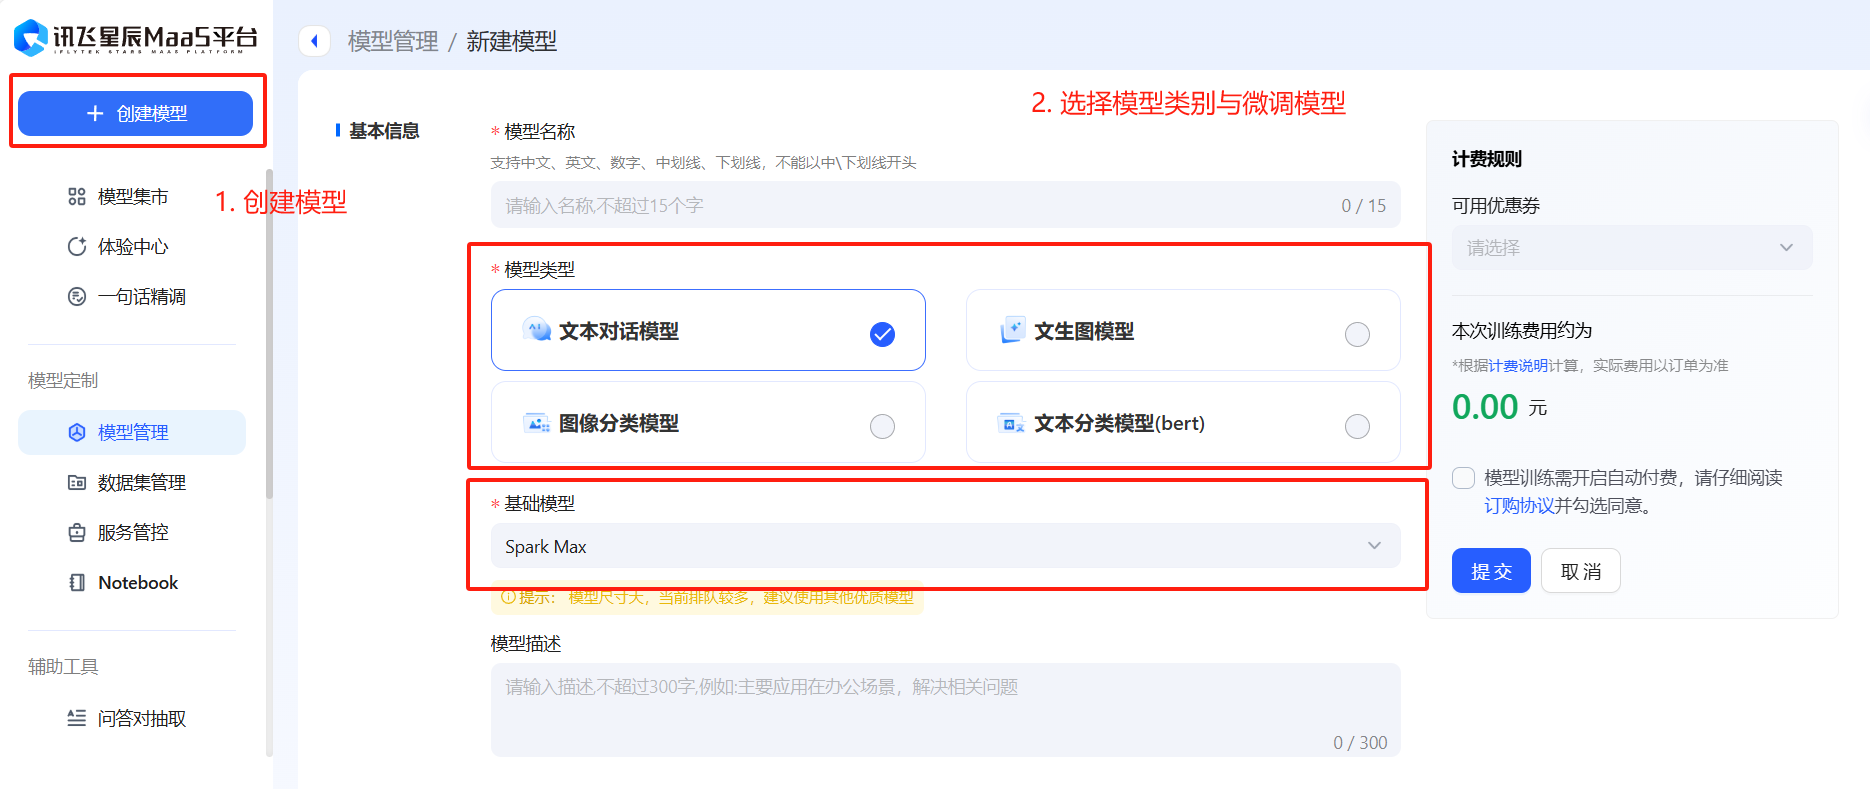 讯飞星辰MaaS平台
IFLYTEK STARS MAAS PLATFORM
+ 创建模型
1. 创建模型
模型集市
体验中心
一句话精调
模型定制
模型管理
数据集管理
服务管控
Notebook
辅助工具
问答对抽取
模型管理 / 新建模型
2. 选择模型类别与微调模型
基本信息
* 模型名称
支持中文、英文、数字、中划线、下划线，不能以中\下划线开头
请输入名称,不超过15个字 0 / 15
* 模型类型
文本对话模型
文生图模型
图像分类模型
文本分类模型(bert)
* 基础模型
Spark Max
提示： 模型尺寸大，当前排队较多，建议使用其他优质模型
模型描述
请输入描述,不超过300字,例如:主要应用在办公场景，解决相关问题
0 / 300
计费规则
可用优惠券
请选择
本次训练费用约为
*根据计费说明计算，实际费用以订单为准
0.00 元
模型训练需开启自动付费，请仔细阅读
订购协议并勾选同意。
提交 取消